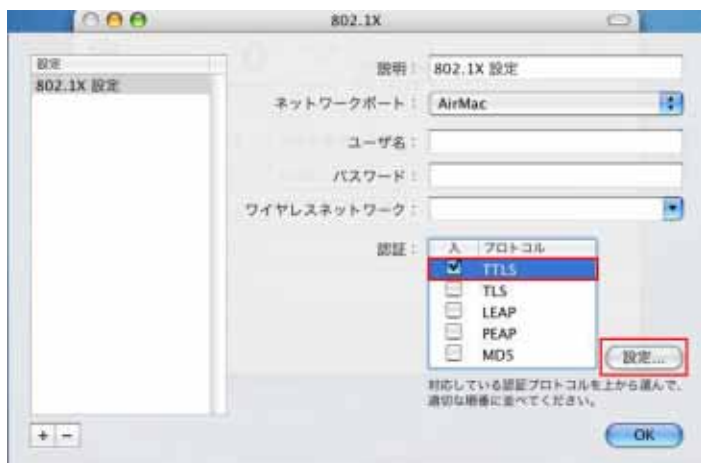 802.1X
設定
802.1X 設定
説明： 802.1X 設定
ネットワークポート： AirMac
ユーザ名：
パスワード：
ワイヤレスネットワーク：
認証： 入 プロトコル
TTLS
TLS
LEAP
PEAP
MD5
設定...
対応している認証プロトコルを上から選んで、
適切な順番に並べてください。
+ −
OK